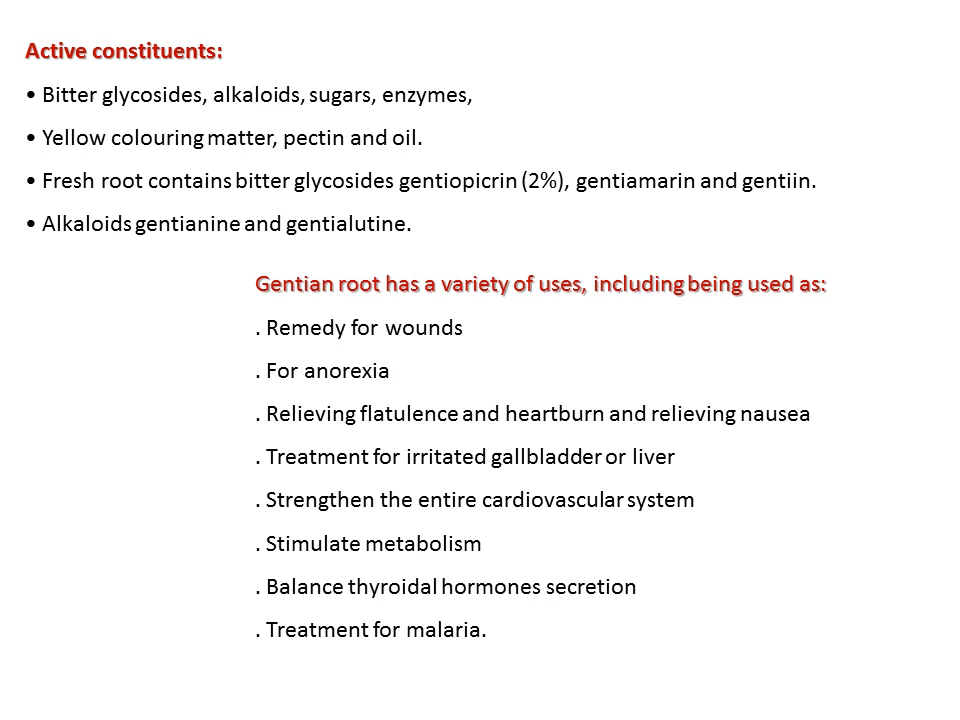 Active constituents:
• Bitter glycosides, alkaloids, sugars, enzymes,
• Yellow colouring matter, pectin and oil.
• Fresh root contains bitter glycosides gentiopicrin (2%), gentiamarin and gentiin.
• Alkaloids gentianine and gentialutine.
Gentian root has a variety of uses, including being used as:
. Remedy for wounds
. For anorexia
. Relieving flatulence and heartburn and relieving nausea
. Treatment for irritated gallbladder or liver
. Strengthen the entire cardiovascular system
. Stimulate metabolism
. Balance thyroidal hormones secretion
. Treatment for malaria.